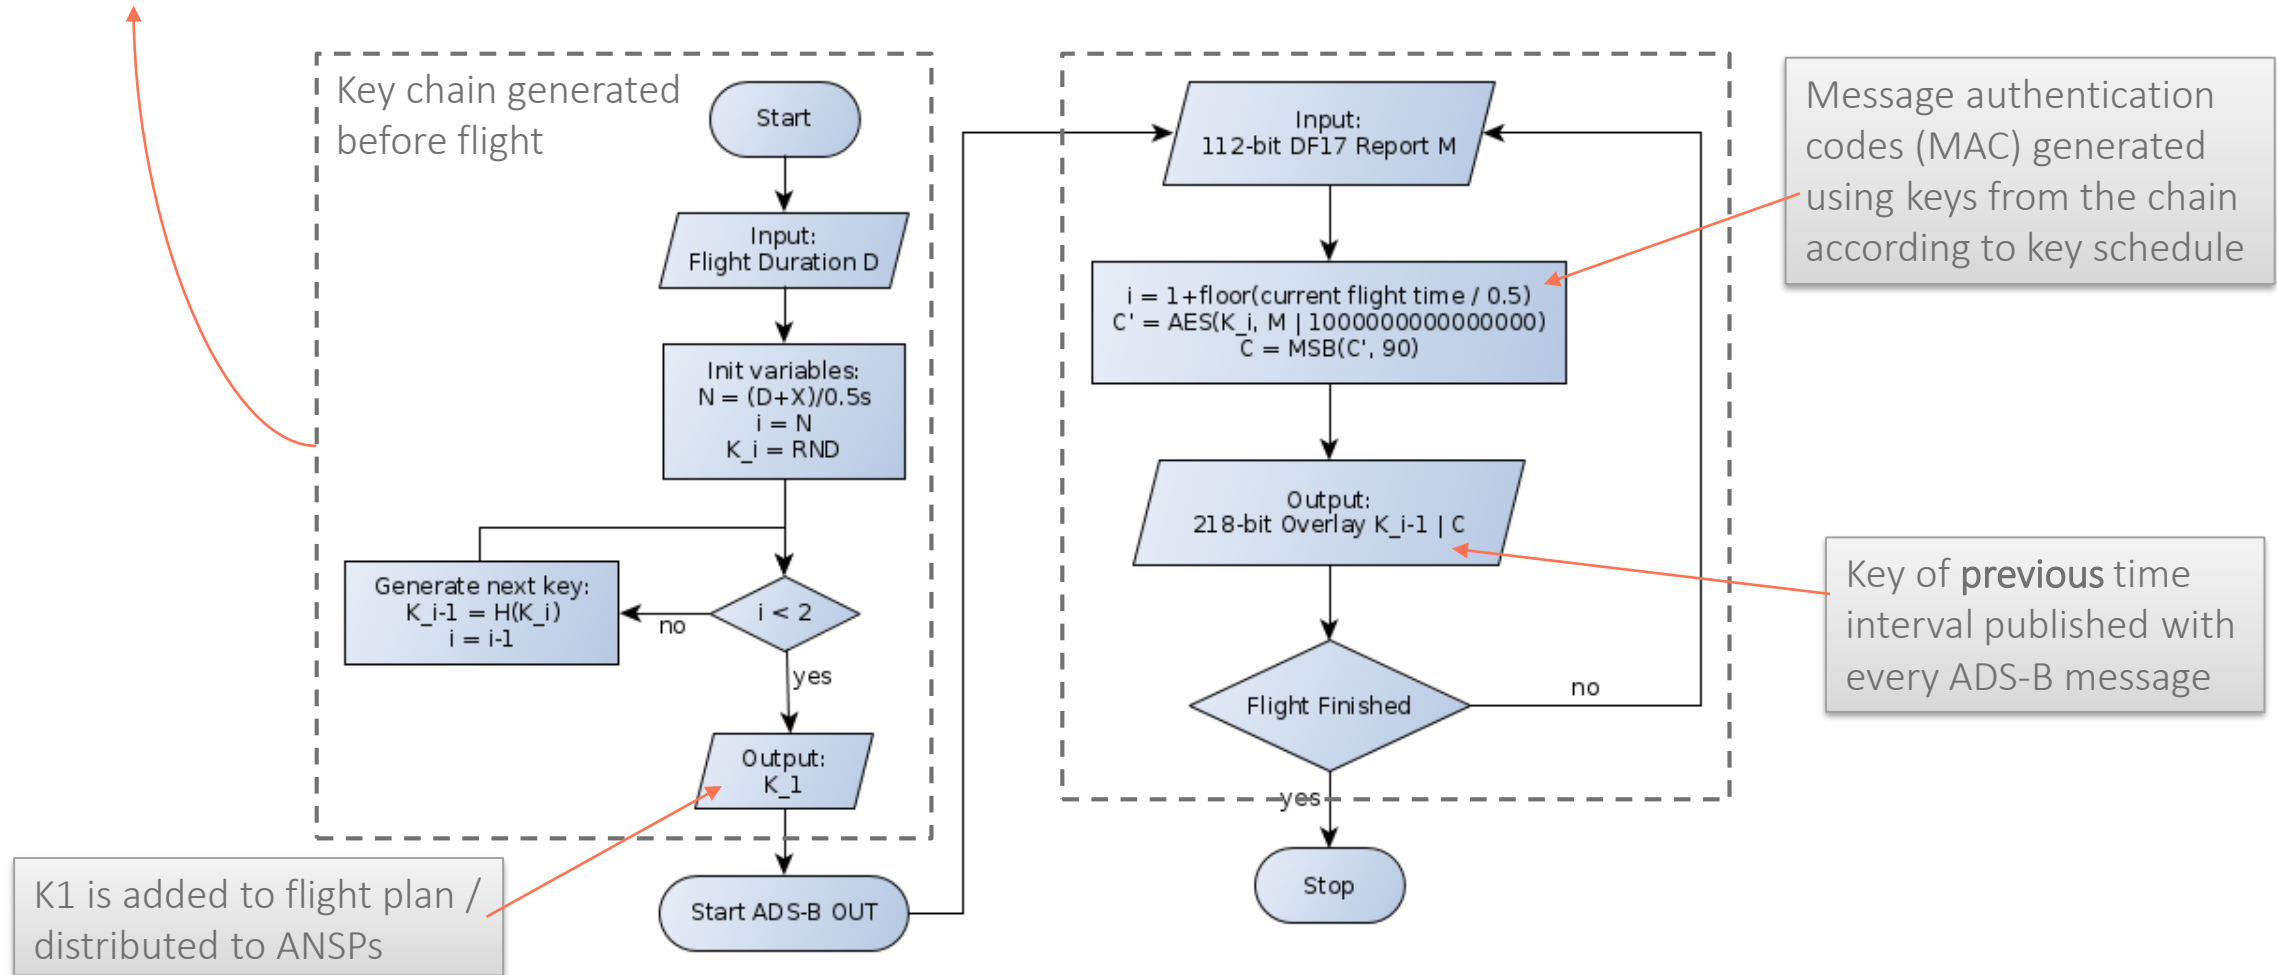 Key chain generated
before flight
Start
Input:
Flight Duration D
Init variables:
N = (D+X)/0.5s
i = N
K_i = RND
Generate next key:
K_i-1 = H(K_i)
i = i-1
no
i < 2
yes
Output:
K_1
Start ADS-B OUT
K1 is added to flight plan /
distributed to ANSPs
Input:
112-bit DF17 Report M
i = 1+floor(current flight time / 0.5)
C' = AES(K_i, M | 1000000000000000)
C = MSB(C', 90)
Output:
218-bit Overlay K_i-1 | C
Flight Finished
no
yes
Stop
Message authentication
codes (MAC) generated
using keys from the chain
according to key schedule
Key of previous time
interval published with
every ADS-B message